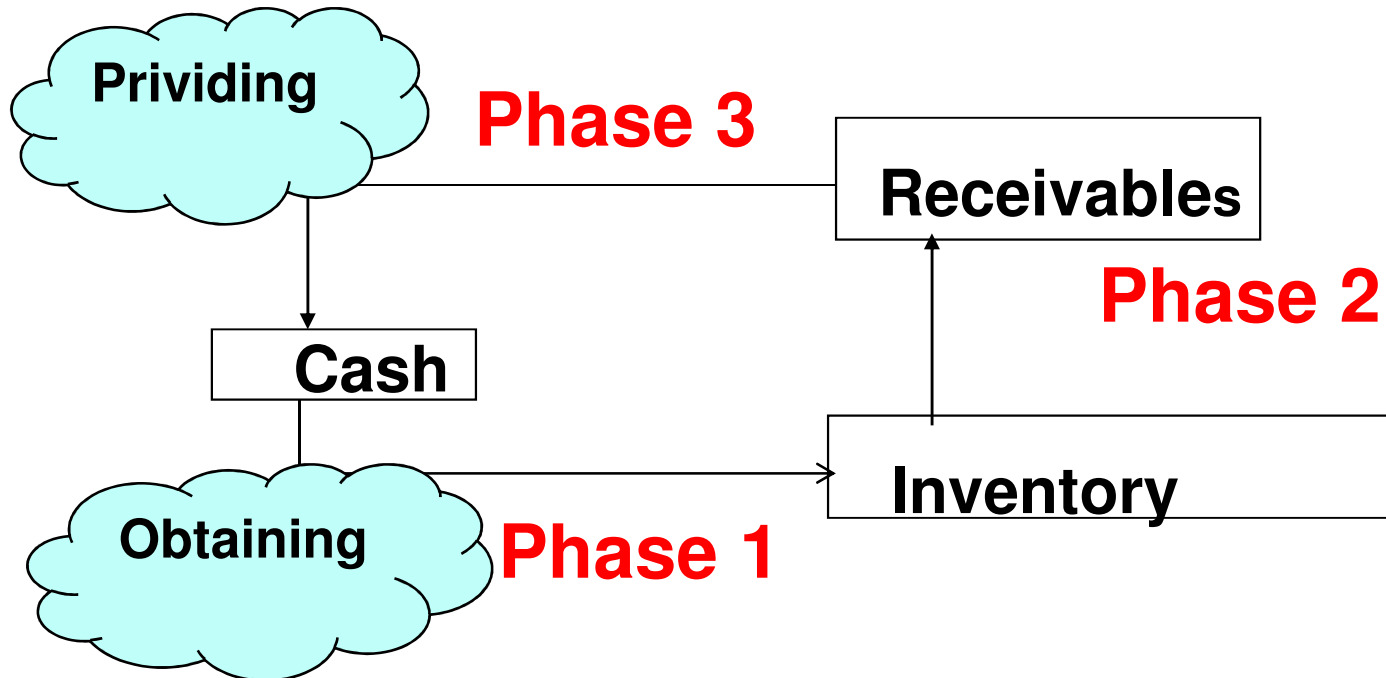 Prividing
Phase 3
Receivables
Phase 2
Cash
Inventory
Obtaining
Phase 1